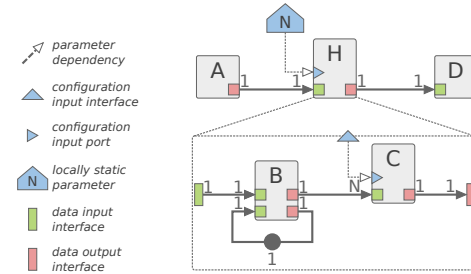 parameter
dependency
configuration
input interface
configuration
input port
N
locally static
parameter
data input
interface
data output
interface
N
A
H
D
1
1
1
1
B
C
1
1
1
N
1
1
1
1
1